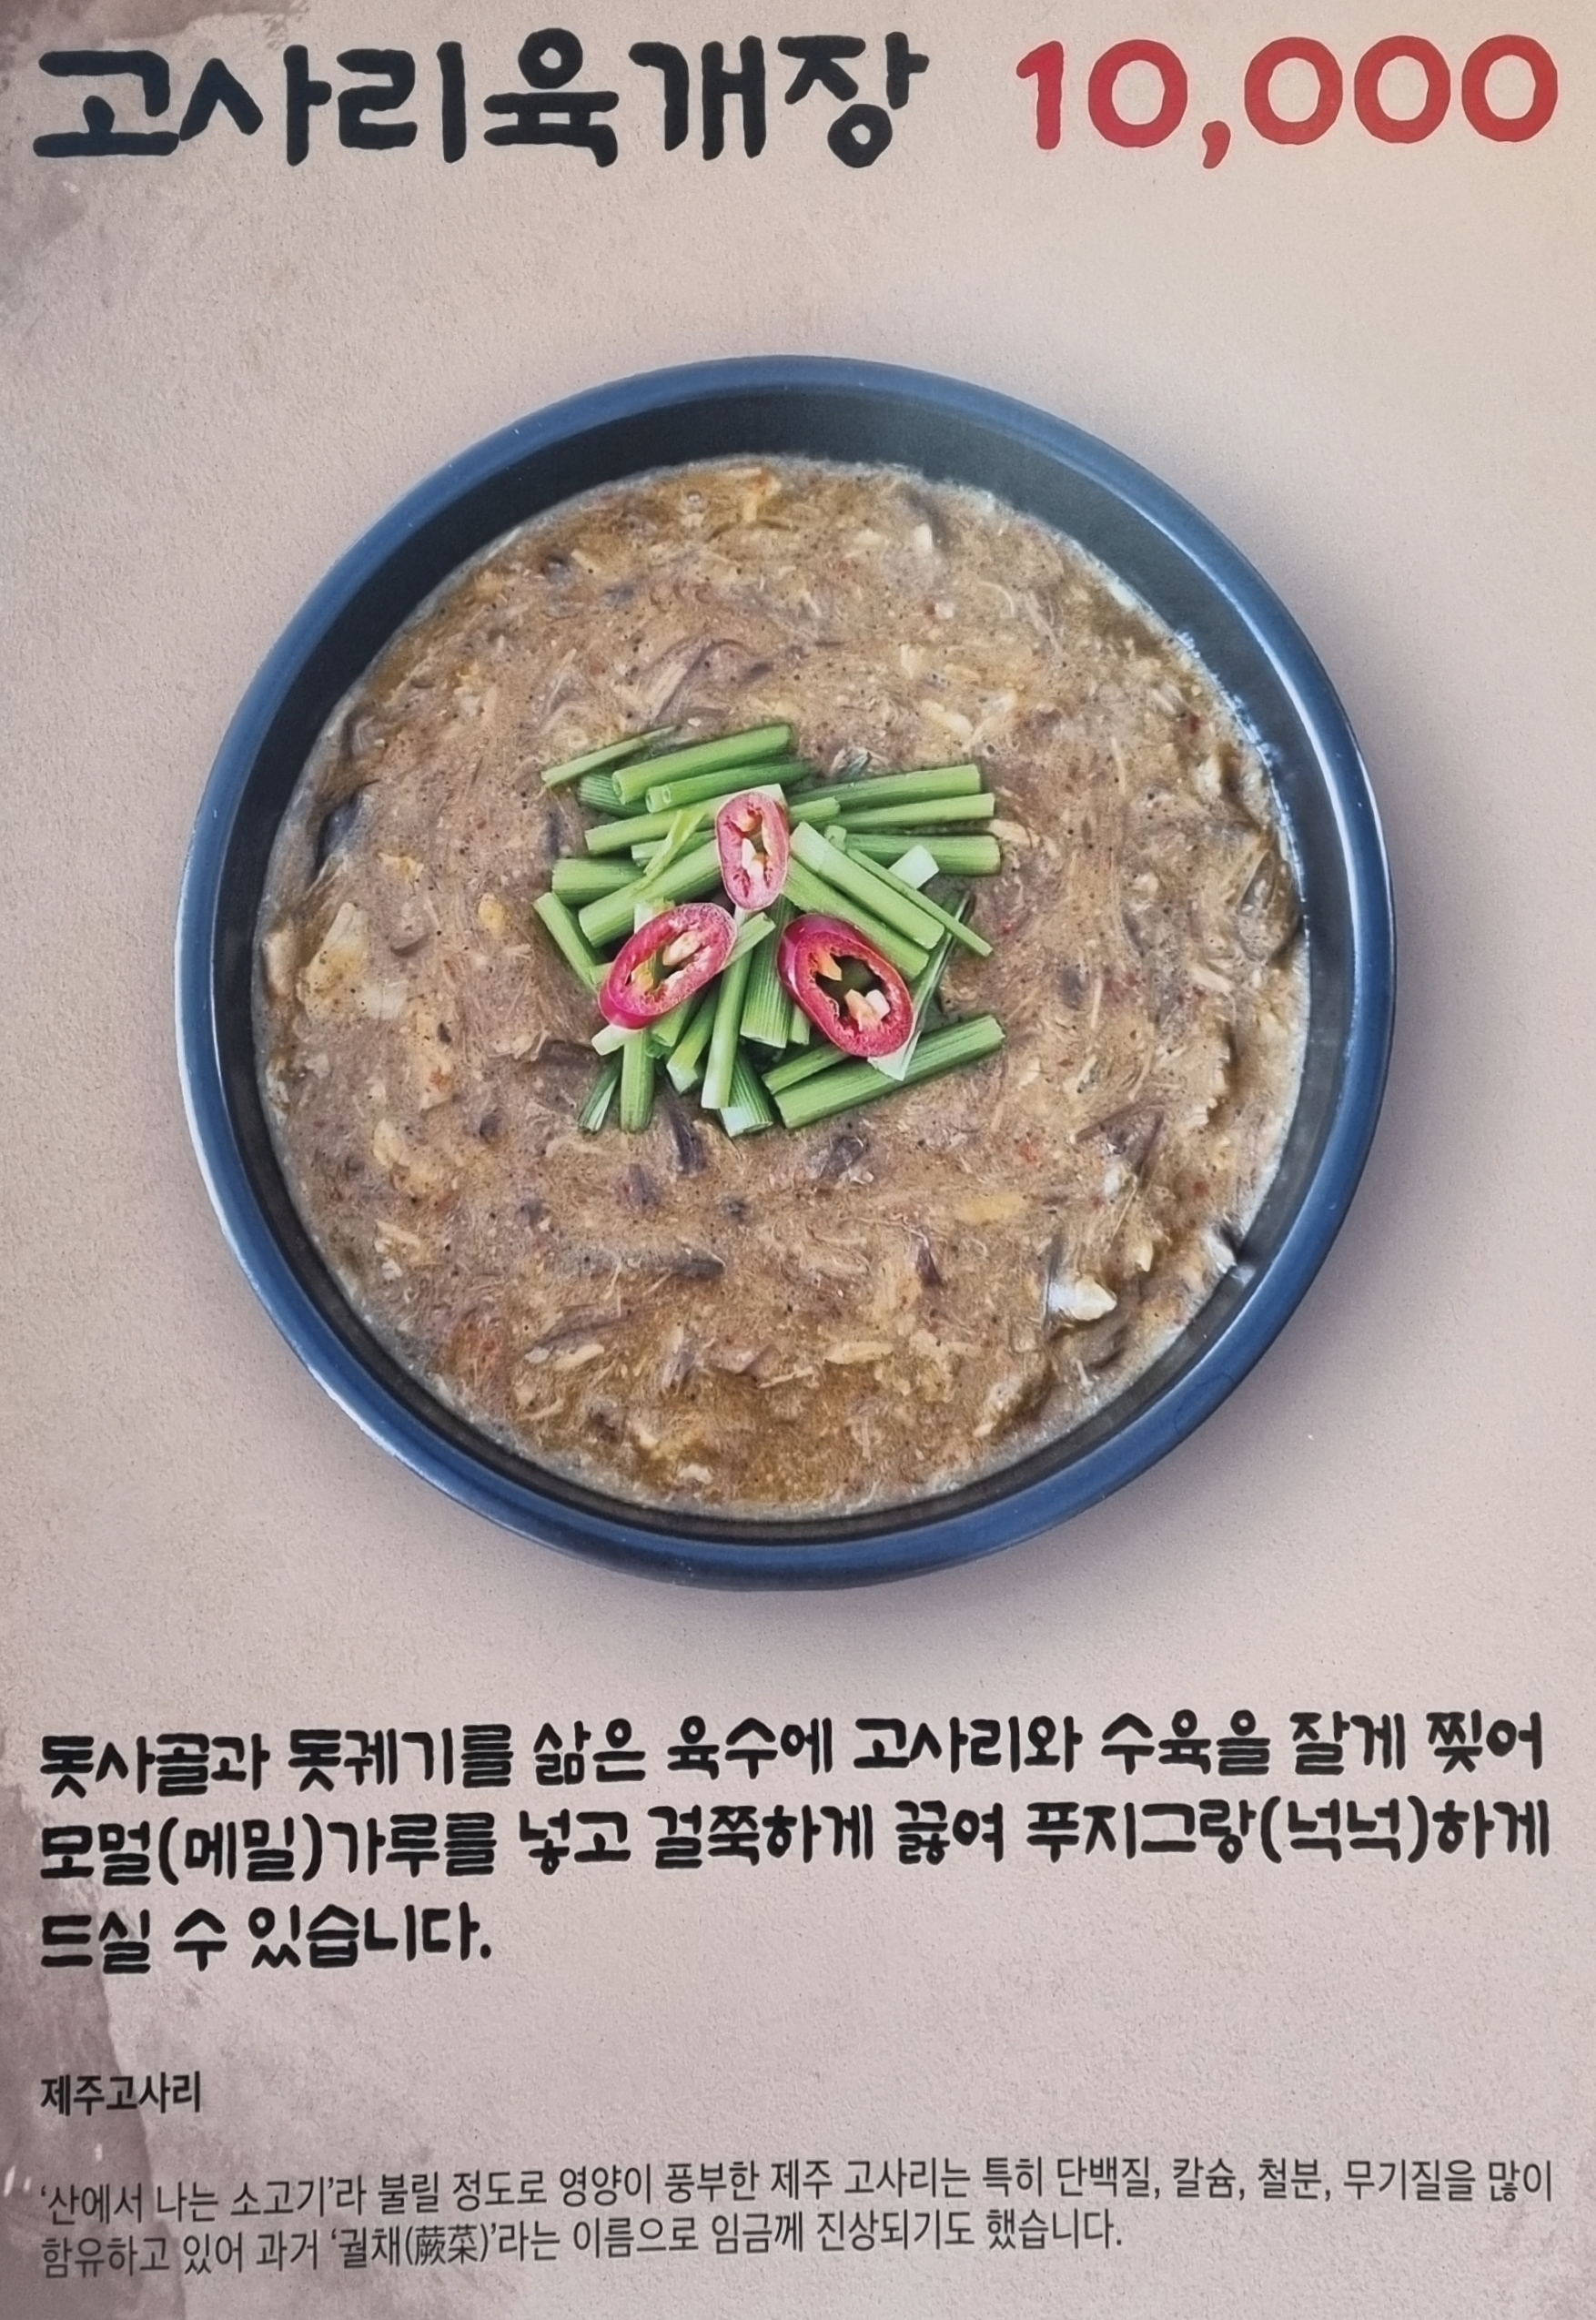 고사리육개장 10,000
돗사골과 돗궤기를 삶은 육수에 고사리와 수육을 잘게 찢어
모멀(메밀)가루를 넣고 걸쭉하게 끓여 푸지그랑(넉넉)하게
드실 수 있습니다.
제주고사리
‘산에서 나는 소고기’라 불릴 정도로 영양이 풍부한 제주 고사리는 특히 단백질, 칼슘, 철분, 무기질을 많이
함유하고 있어 과거 ‘궐채(蕨菜)’라는 이름으로 임금께 진상되기도 했습니다.